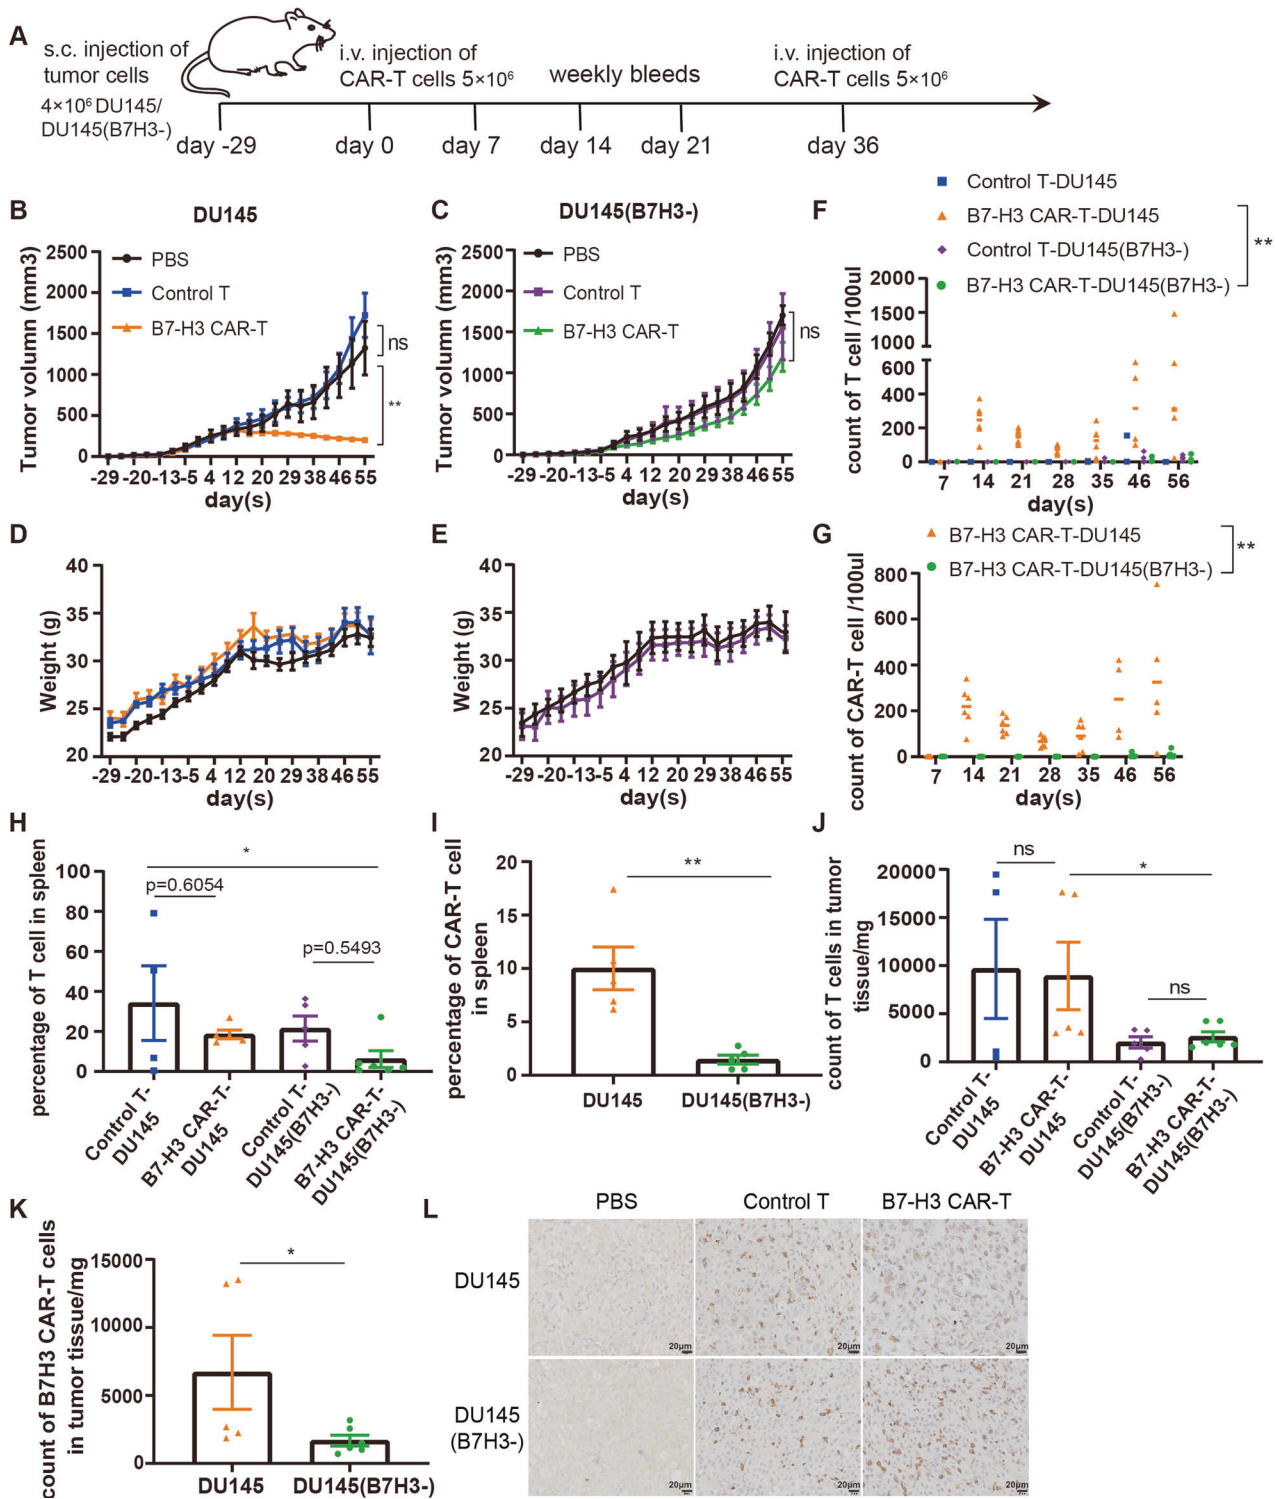 A
s.c. injection of
tumor cells
4×10⁶ DU145/
DU145(B7H3-)
i.v. injection of
CAR-T cells 5×10⁶
weekly bleeds
i.v. injection of
CAR-T cells 5×10⁶
day -29
day 0
day 7
day 14
day 21
day 36
B
DU145
Tumor volumn (mm3)
2500
2000
1500
1000
500
0
PBS
Control T
B7-H3 CAR-T
ns
**
-29 -20 -13 -5 4 12 20 29 38 46 55
day(s)
C
DU145(B7H3-)
Tumor volumn (mm3)
2500
2000
1500
1000
500
0
PBS
Control T
B7-H3 CAR-T
ns
-29 -20 -13 -5 4 12 20 29 38 46 55
day(s)
F
Control T-DU145
B7-H3 CAR-T-DU145
Control T-DU145(B7H3-)
B7-H3 CAR-T-DU145(B7H3-)
**
count of T cell /100ul
2000
1500
1000
600
400
200
0
7 14 21 28 35 46 56
day(s)
D
Weight (g)
40
35
30
25
20
-29 -20 -13 -5 4 12 20 29 38 46 55
day(s)
E
Weight (g)
40
35
30
25
20
-29 -20 -13 -5 4 12 20 29 38 46 55
day(s)
G
B7-H3 CAR-T-DU145
B7-H3 CAR-T-DU145(B7H3-)
**
count of CAR-T cell /100ul
800
600
400
200
0
7 14 21 28 35 46 56
day(s)
H
percentage of T cell in spleen
100
80
60
40
20
0
*
p=0.6054
p=0.5493
Control T-
DU145
B7-H3 CAR-T-
DU145
Control T-
DU145(B7H3-)
B7-H3 CAR-T-
DU145(B7H3-)
I
percentage of CAR-T cell
in spleen
20
15
10
5
0
**
DU145
DU145(B7H3-)
J
count of T cells in tumor
tissue/mg
20000
15000
10000
5000
0
ns
*
ns
Control T-
DU145
B7-H3 CAR-T-
DU145
Control T-
DU145(B7H3-)
B7-H3 CAR-T-
DU145(B7H3-)
K
count of B7H3 CAR-T cells
in tumor tissue/mg
15000
10000
5000
0
*
DU145
DU145(B7H3-)
L
PBS
Control T
B7-H3 CAR-T
DU145
20μm
20μm
20μm
DU145
(B7H3-)
20μm
20μm
20μm